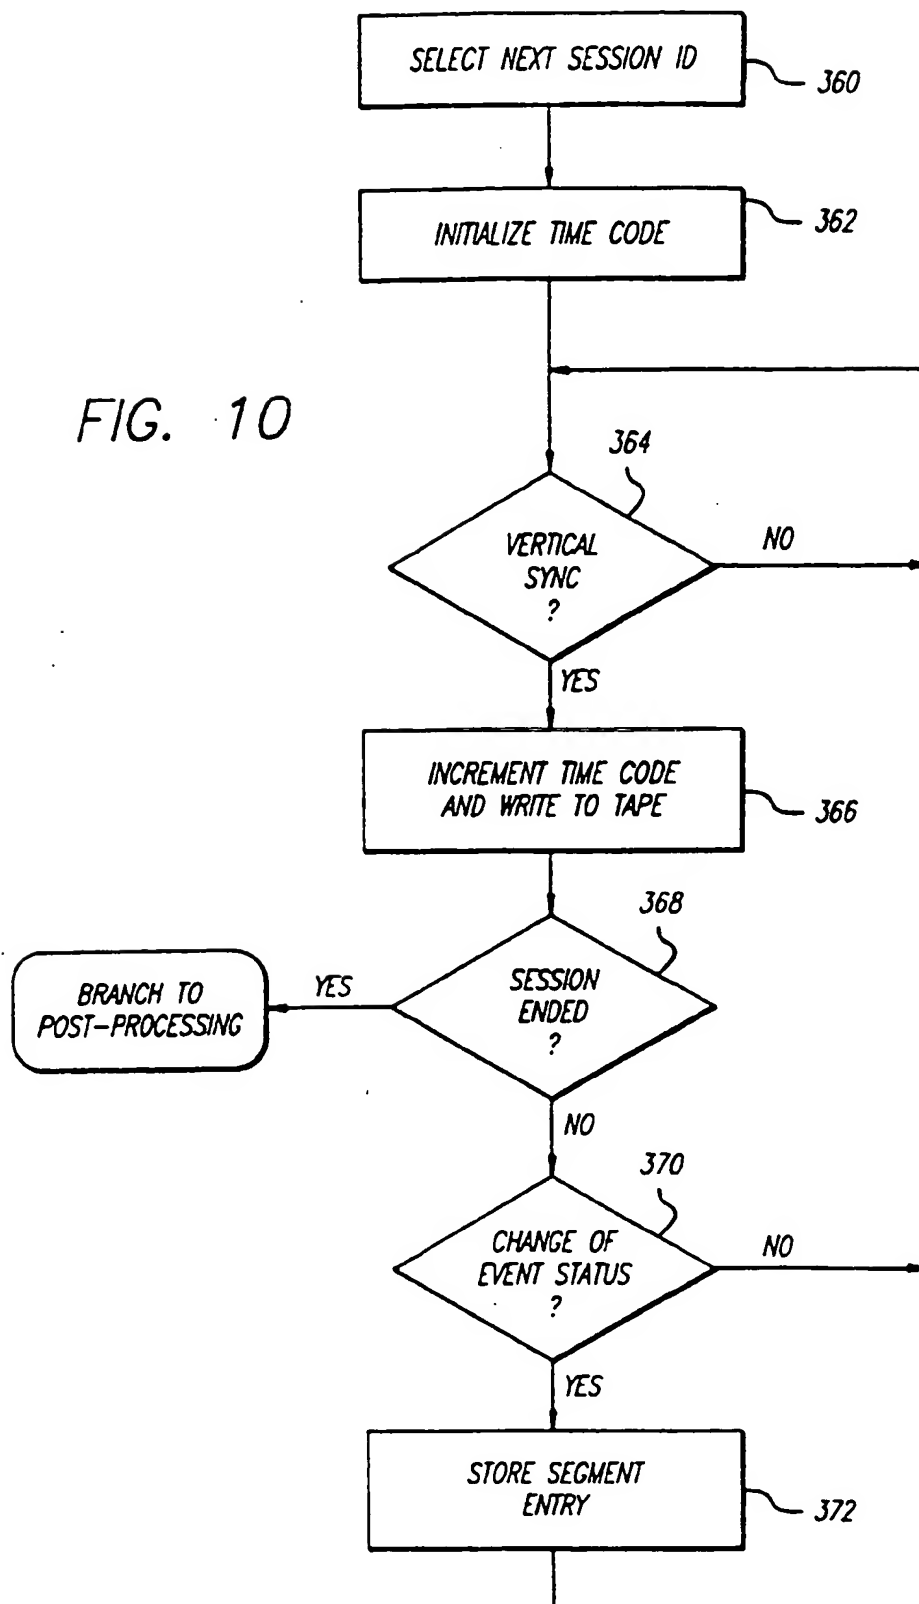 SELECT NEXT SESSION ID
360
INITIALIZE TIME CODE
362
FIG. 10
364
VERTICAL
SYNC
?
NO
YES
INCREMENT TIME CODE
AND WRITE TO TAPE
366
368
SESSION
ENDED
?
YES
BRANCH TO
POST-PROCESSING
NO
370
CHANGE OF
EVENT STATUS
?
NO
YES
STORE SEGMENT
ENTRY
372